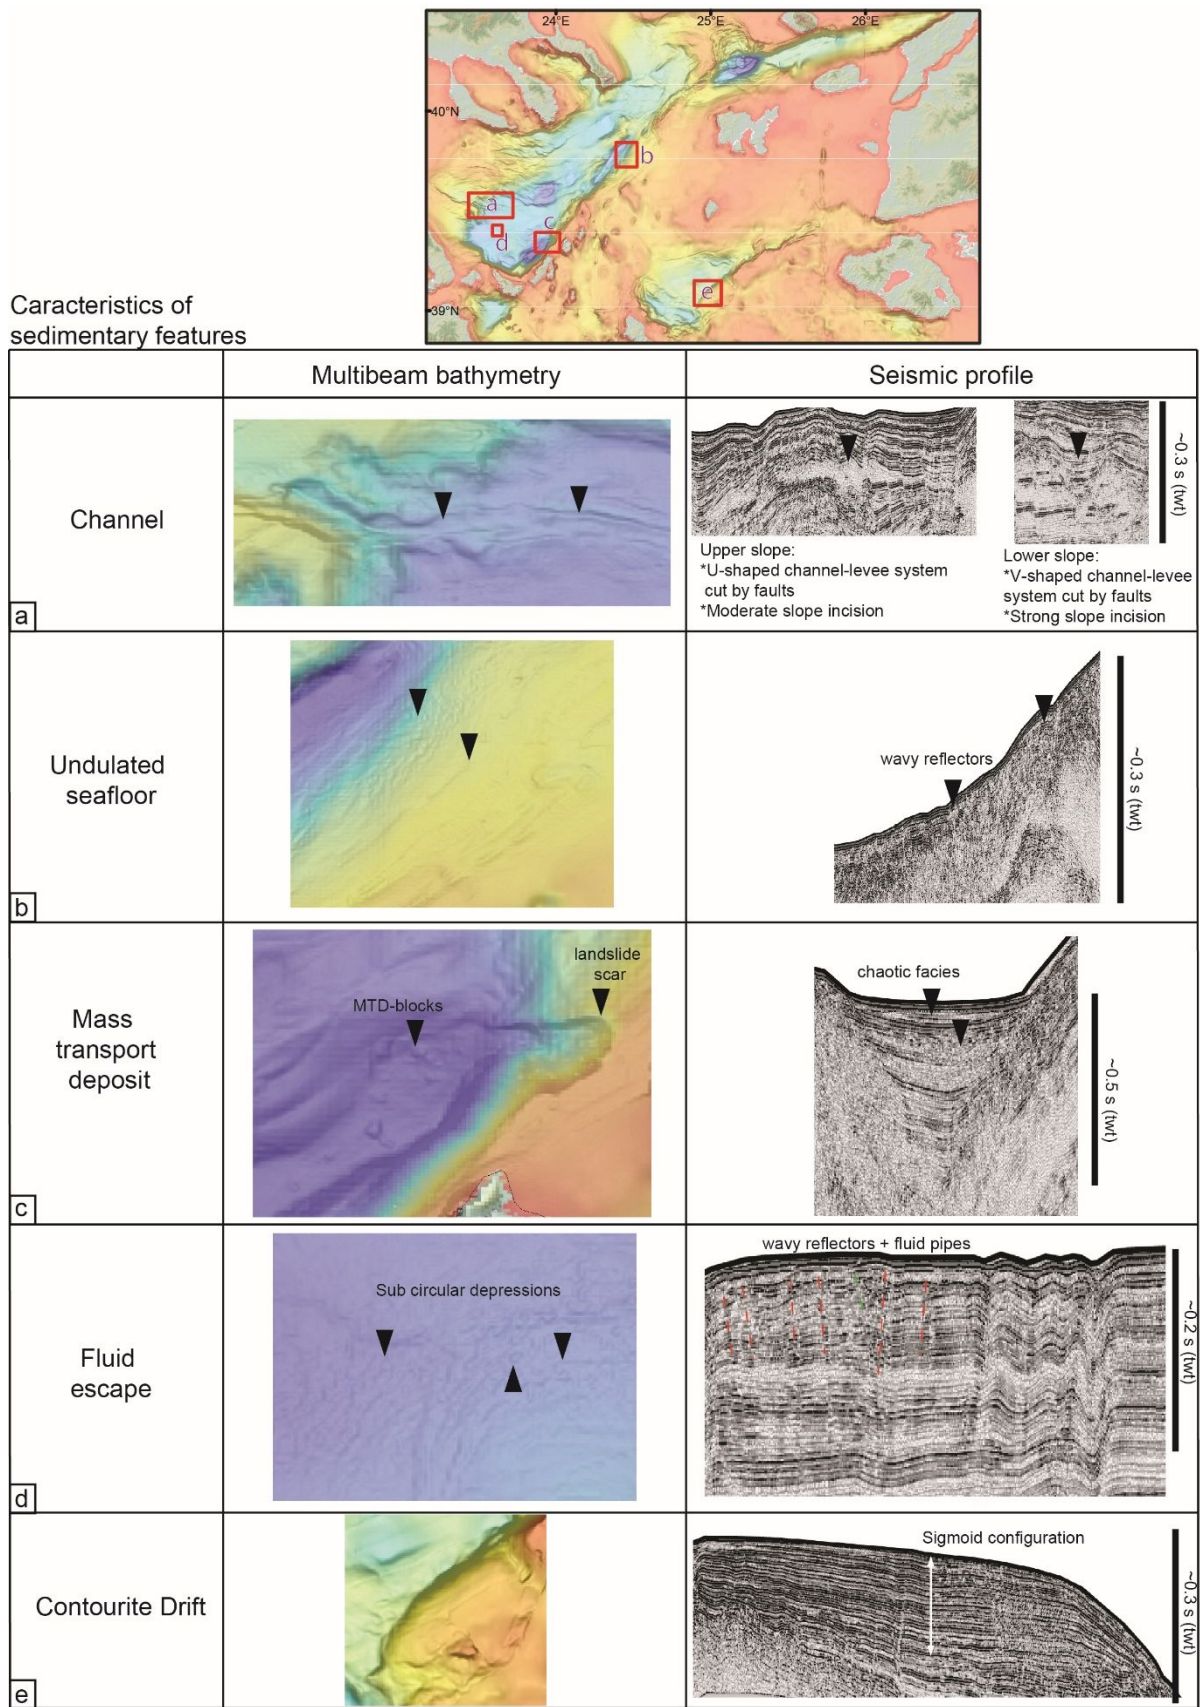 24°E
25°E
26°E
40°N
39°N
a
b
c
d
e
Caracteristics of
sedimentary features
Multibeam bathymetry
Seismic profile
Channel
a
Upper slope:
*U-shaped channel-levee system
cut by faults
*Moderate slope incision
Lower slope:
*V-shaped channel-levee
system cut by faults
*Strong slope incision
~0.3 s (twt)
Undulated
seafloor
b
wavy reflectors
~0.3 s (twt)
Mass
transport
deposit
c
landslide
scar
MTD-blocks
chaotic facies
~0.5 s (twt)
Fluid
escape
d
Sub circular depressions
wavy reflectors + fluid pipes
~0.2 s (twt)
Contourite Drift
e
Sigmoid configuration
~0.3 s (twt)